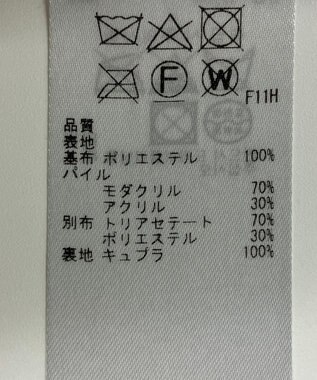 F W F11H
品質
表地
基布 ポリエステル 100%
パイル
モダクリル 70%
アクリル 30%
別布 トリアセテート 70%
ポリエステル 30%
裏地 キュプラ 100%